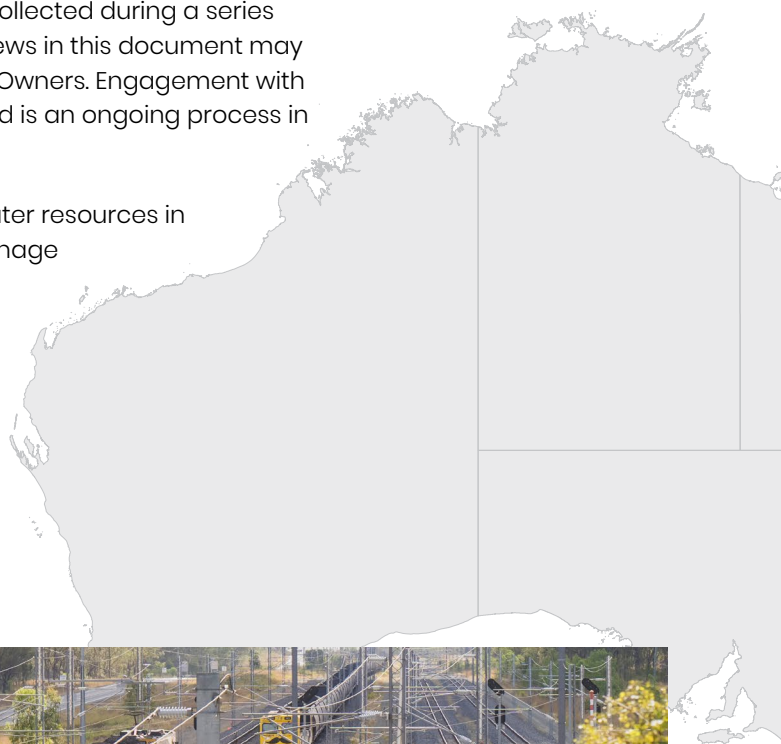 ollected during a series
ews in this document may
Owners. Engagement with
d is an ongoing process in
ter resources in
nage